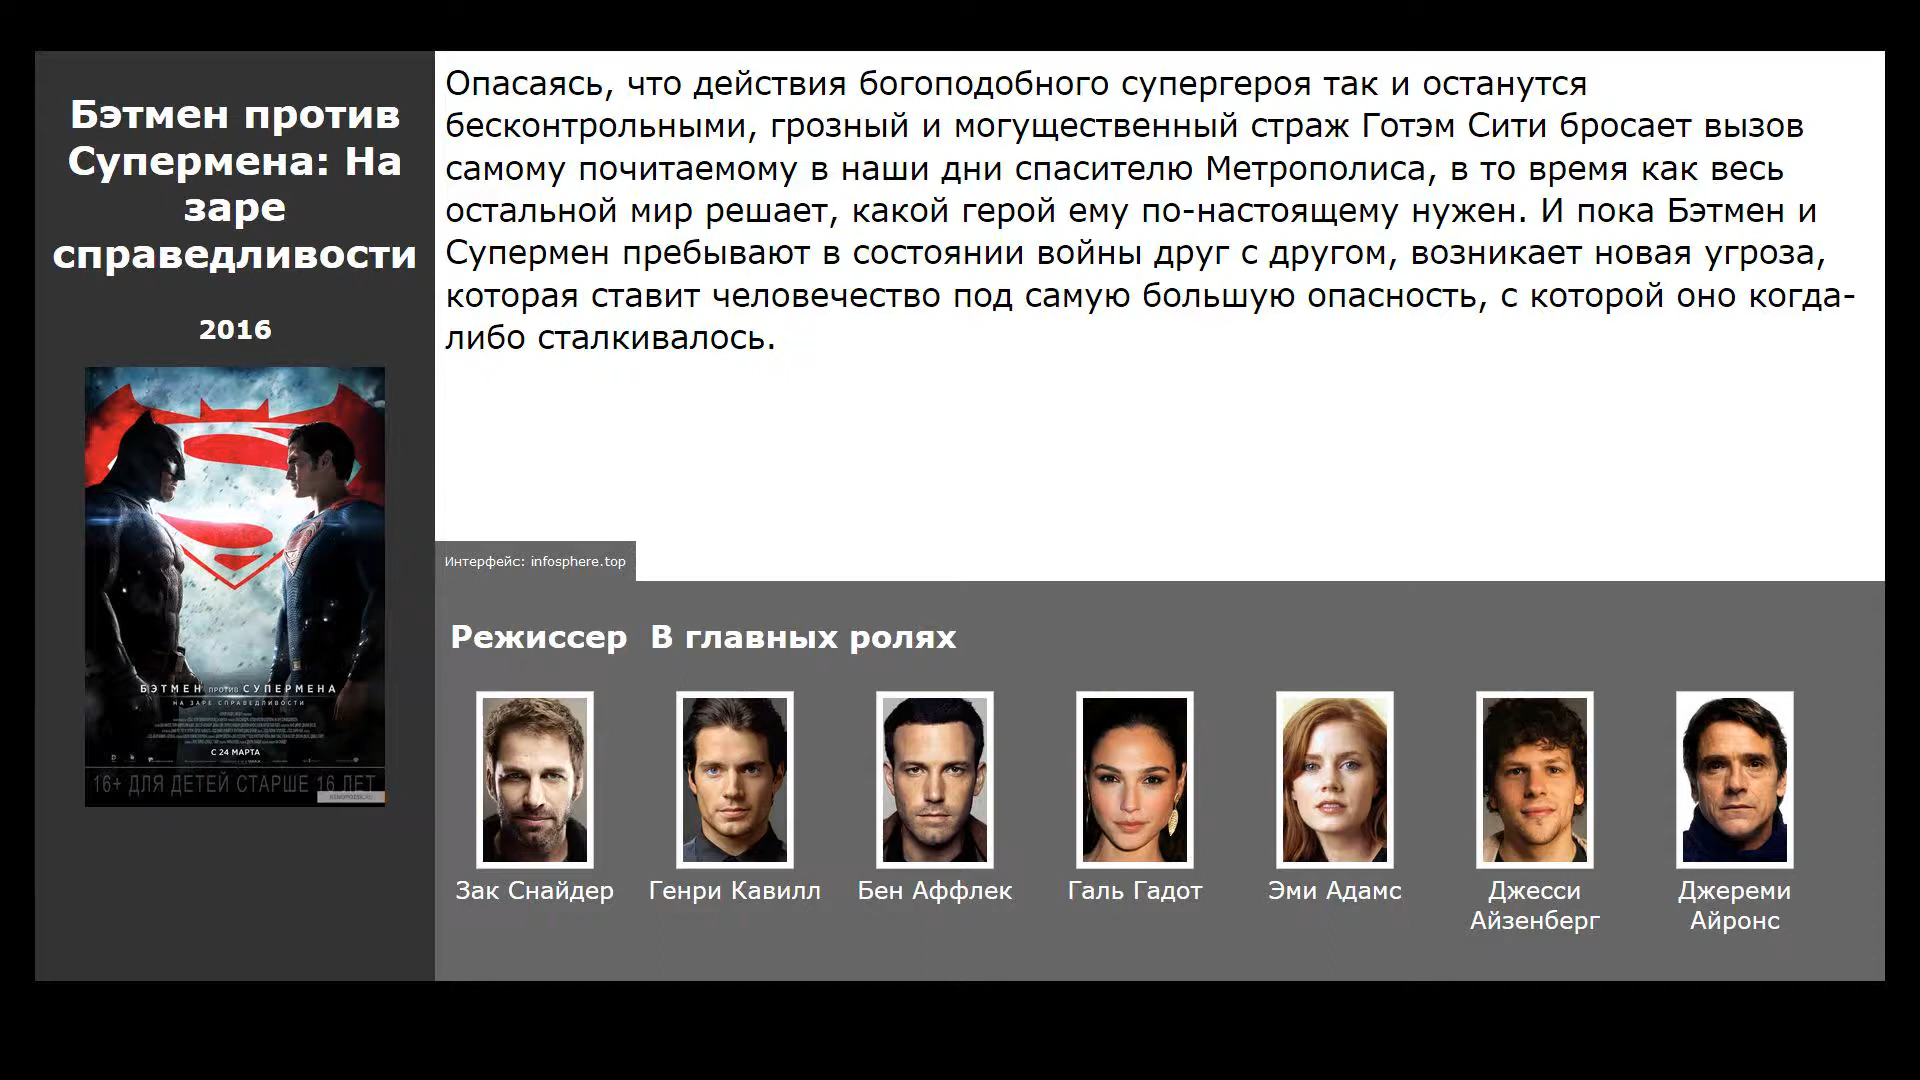 Бэтмен против
Супермена: На
заре
справедливости
2016
БЭТМЕН ПРОТИВ СУПЕРМЕНА
НА ЗАРЕ СПРАВЕДЛИВОСТИ
С 24 МАРТА
16+ ДЛЯ ДЕТЕЙ СТАРШЕ 16 ЛЕТ
Опасаясь, что действия богоподобного супергероя так и останутся
бесконтрольными, грозный и могущественный страж Готэм Сити бросает вызов
самому почитаемому в наши дни спасителю Метрополиса, в то время как весь
остальной мир решает, какой герой ему по-настоящему нужен. И пока Бэтмен и
Супермен пребывают в состоянии войны друг с другом, возникает новая угроза,
которая ставит человечество под самую большую опасность, с которой оно когда-
либо сталкивалось.
Интерфейс: infosphere.top
Режиссер В главных ролях
Зак Снайдер
Генри Кавилл
Бен Аффлек
Галь Гадот
Эми Адамс
Джесси
Айзенберг
Джереми
Айронс